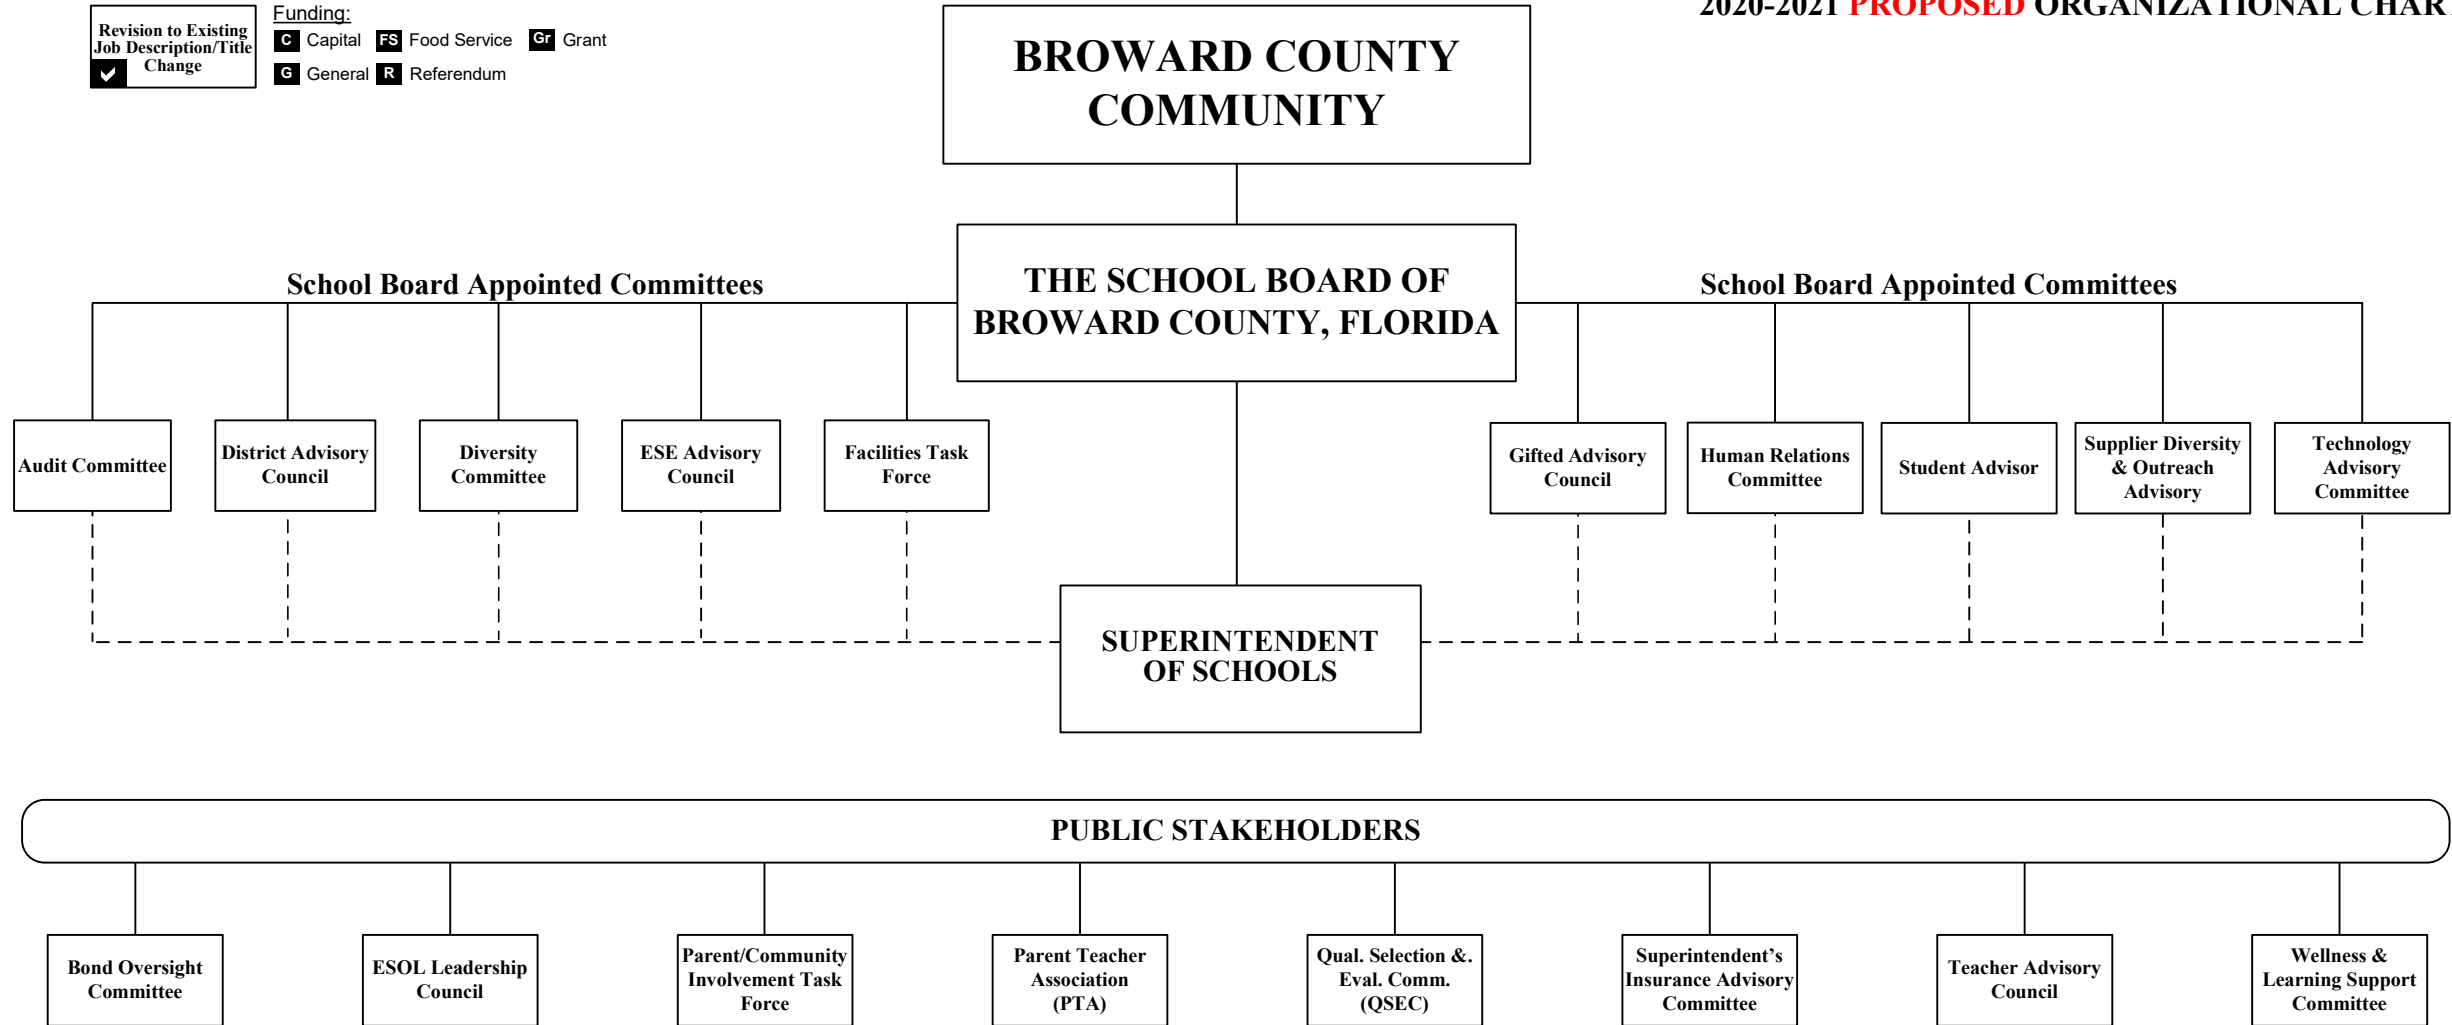 Revision to Existing
Job Description/Title
Change
Funding:
C Capital FS Food Service Gr Grant
G General R Referendum
2020-2021 PROPOSED ORGANIZATIONAL CHAR
BROWARD COUNTY
COMMUNITY
THE SCHOOL BOARD OF
BROWARD COUNTY, FLORIDA
School Board Appointed Committees
School Board Appointed Committees
Audit Committee
District Advisory
Council
Diversity
Committee
ESE Advisory
Council
Facilities Task
Force
Gifted Advisory
Council
Human Relations
Committee
Student Advisor
Supplier Diversity
& Outreach
Advisory
Technology
Advisory
Committee
SUPERINTENDENT
OF SCHOOLS
PUBLIC STAKEHOLDERS
Bond Oversight
Committee
ESOL Leadership
Council
Parent/Community
Involvement Task
Force
Parent Teacher
Association
(PTA)
Qual. Selection &.
Eval. Comm.
(QSEC)
Superintendent’s
Insurance Advisory
Committee
Teacher Advisory
Council
Wellness &
Learning Support
Committee